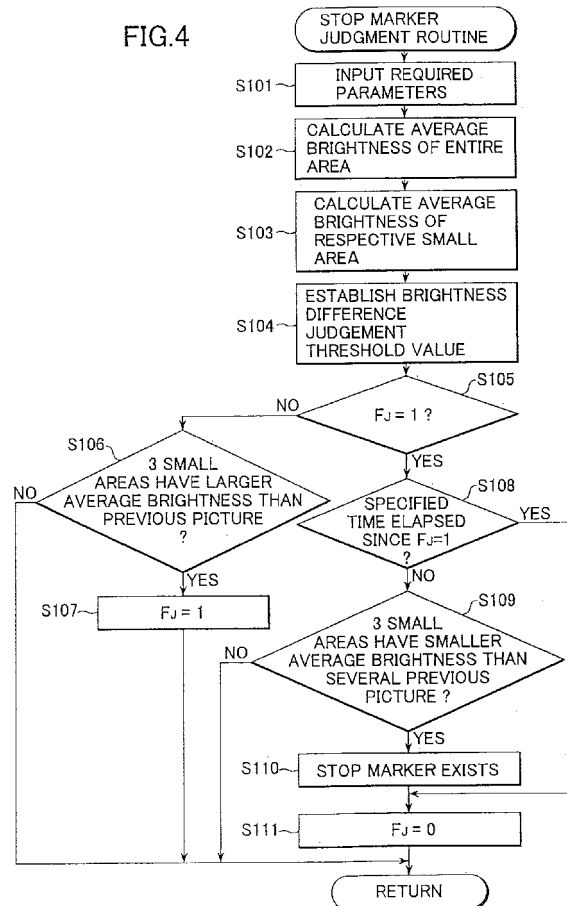 FIG.4
STOP MARKER
JUDGMENT ROUTINE
S101
INPUT REQUIRED
PARAMETERS
S102
CALCULATE AVERAGE
BRIGHTNESS OF ENTIRE
AREA
S103
CALCULATE AVERAGE
BRIGHTNESS OF
RESPECTIVE SMALL
AREA
S104
ESTABLISH BRIGHTNESS
DIFFERENCE
JUDGEMENT
THRESHOLD VALUE
S105
FJ = 1 ?
NO
YES
S106
3 SMALL
AREAS HAVE LARGER
AVERAGE BRIGHTNESS THAN
PREVIOUS PICTURE
?
NO
YES
S107
FJ = 1
S108
SPECIFIED
TIME ELAPSED
SINCE FJ=1
?
YES
NO
S109
3 SMALL
AREAS HAVE SMALLER
AVERAGE BRIGHTNESS THAN
SEVERAL PREVIOUS
PICTURE ?
NO
YES
S110
STOP MARKER EXISTS
S111
FJ = 0
RETURN